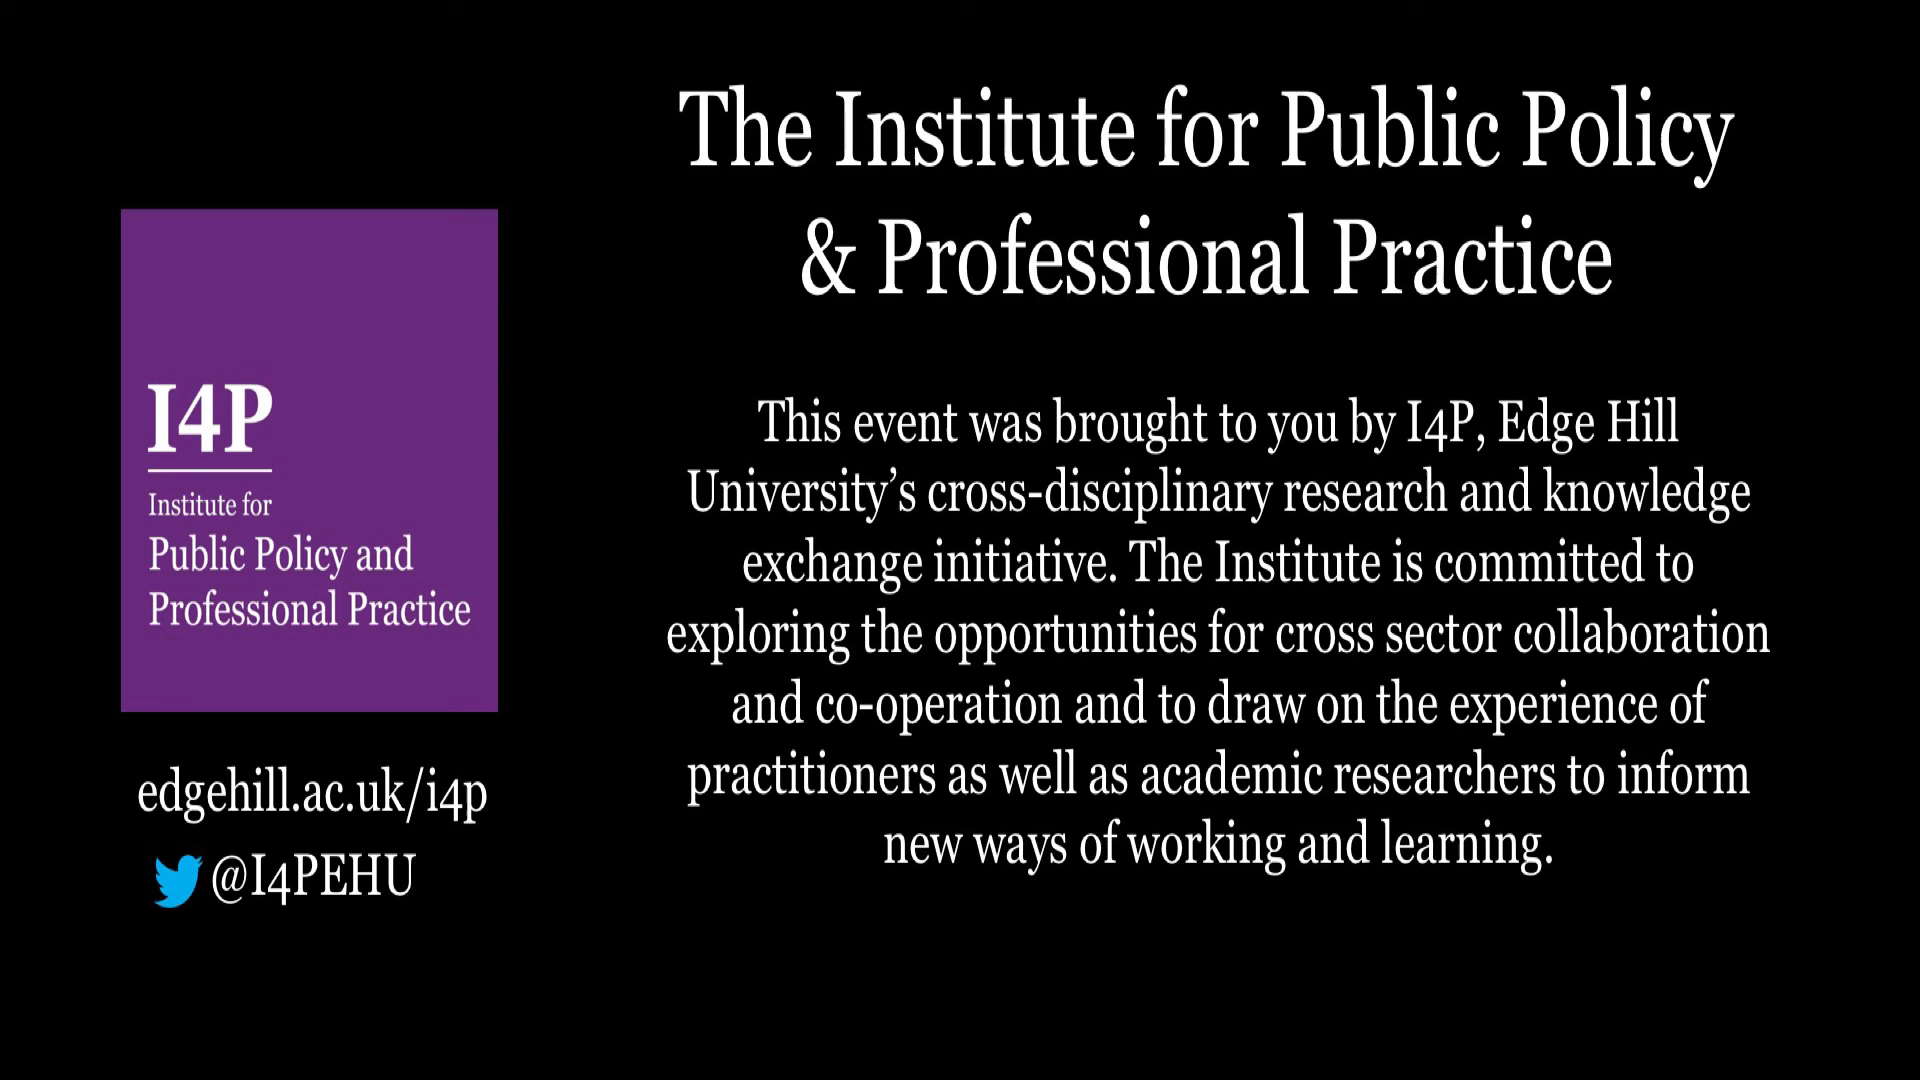 The Institute for Public Policy
& Professional Practice
I4P
Institute for
Public Policy and
Professional Practice
edgehill.ac.uk/i4p
@I4PEHU
This event was brought to you by I4P, Edge Hill
University’s cross-disciplinary research and knowledge
exchange initiative. The Institute is committed to
exploring the opportunities for cross sector collaboration
and co-operation and to draw on the experience of
practitioners as well as academic researchers to inform
new ways of working and learning.